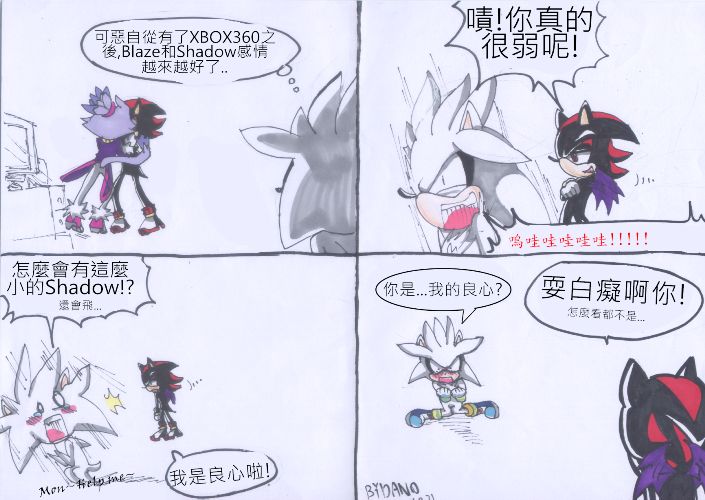 可惡自從有了XBOX360之
後,Blaze和Shadow感情
越來越好了..
嘖!你真的
很弱呢!
嗚哇哇哇哇哇!!!!!
怎麼會有這麼
小的Shadow!?
還會飛...
我是良心啦!
Mon~Help me~
你是...我的良心?
耍白癡啊你!
怎麼看都不是...
BYDANO